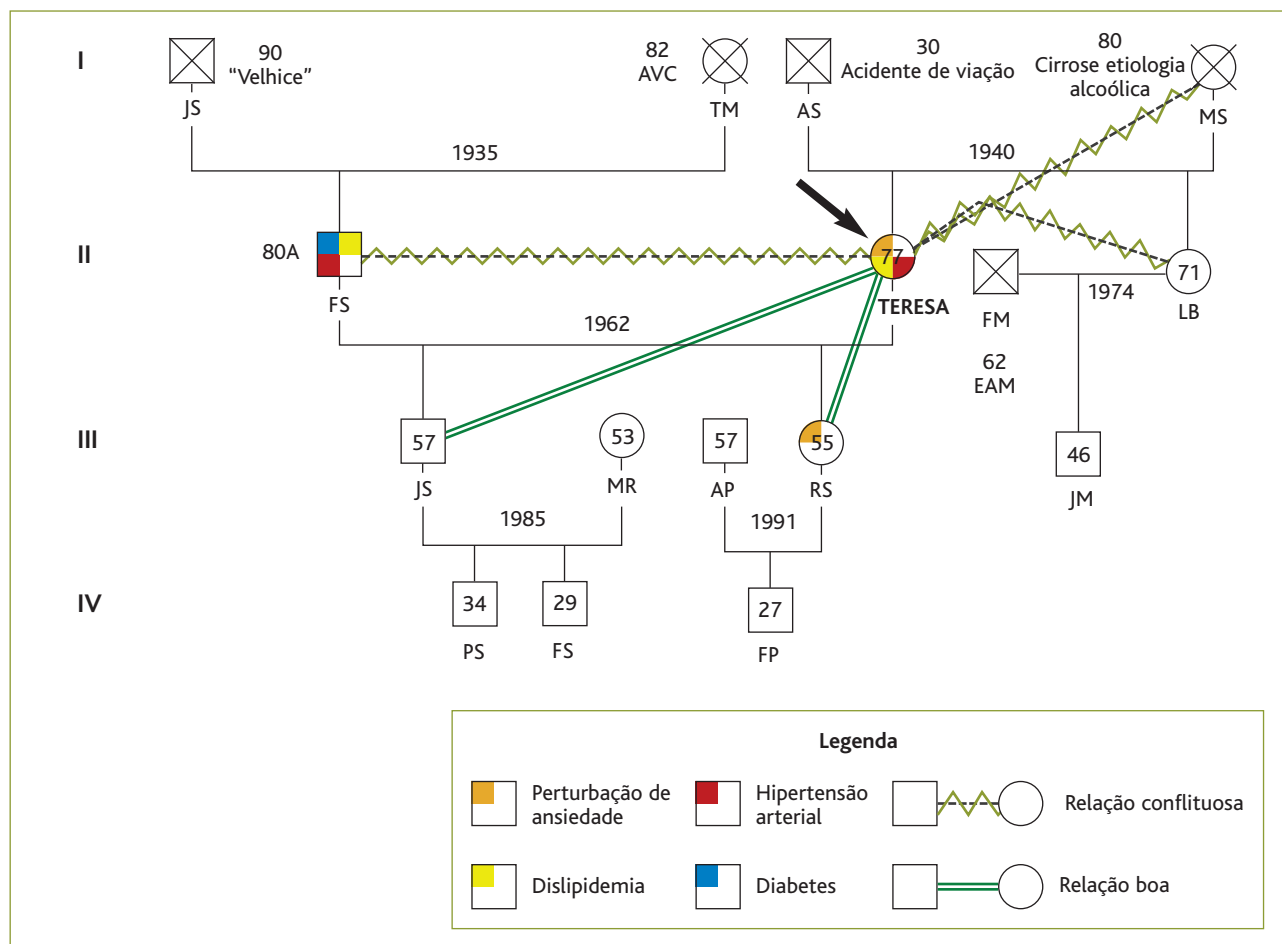 I
90
“Velhice”
JS
82
AVC
TM
30
Acidente de viação
AS
80
Cirrose etiologia
alcoólica
MS
1935
1940
II
80A
FS
77
TERESA
FM
62
EAM
1974
71
LB
1962
III
57
JS
53
MR
57
AP
55
RS
46
JM
1985
1991
IV
34
PS
29
FS
27
FP
Legenda
Perturbação de
ansiedade
Hipertensão
arterial
Relação conflituosa
Dislipidemia
Diabetes
Relação boa